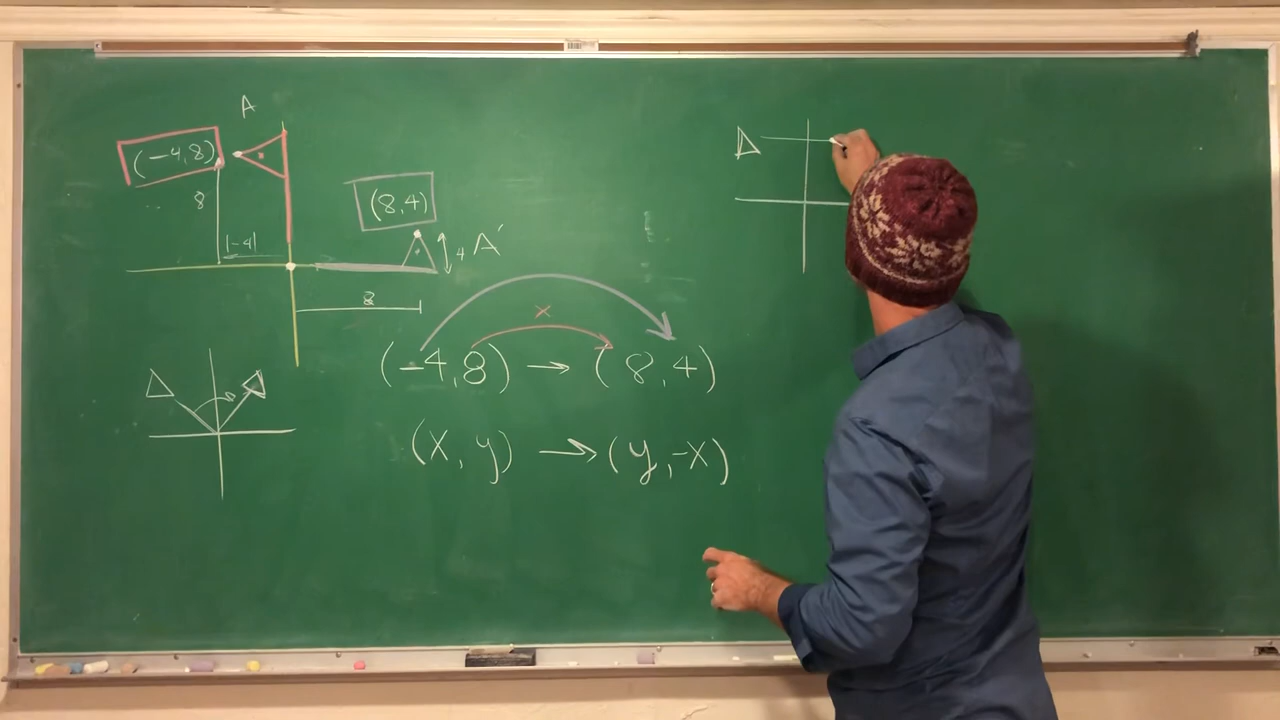 A
(-4,8)
8
|-4|
(8,4)
4 A'
8
x
(-4,8) → (8,4)
(x, y) → (y,-x)